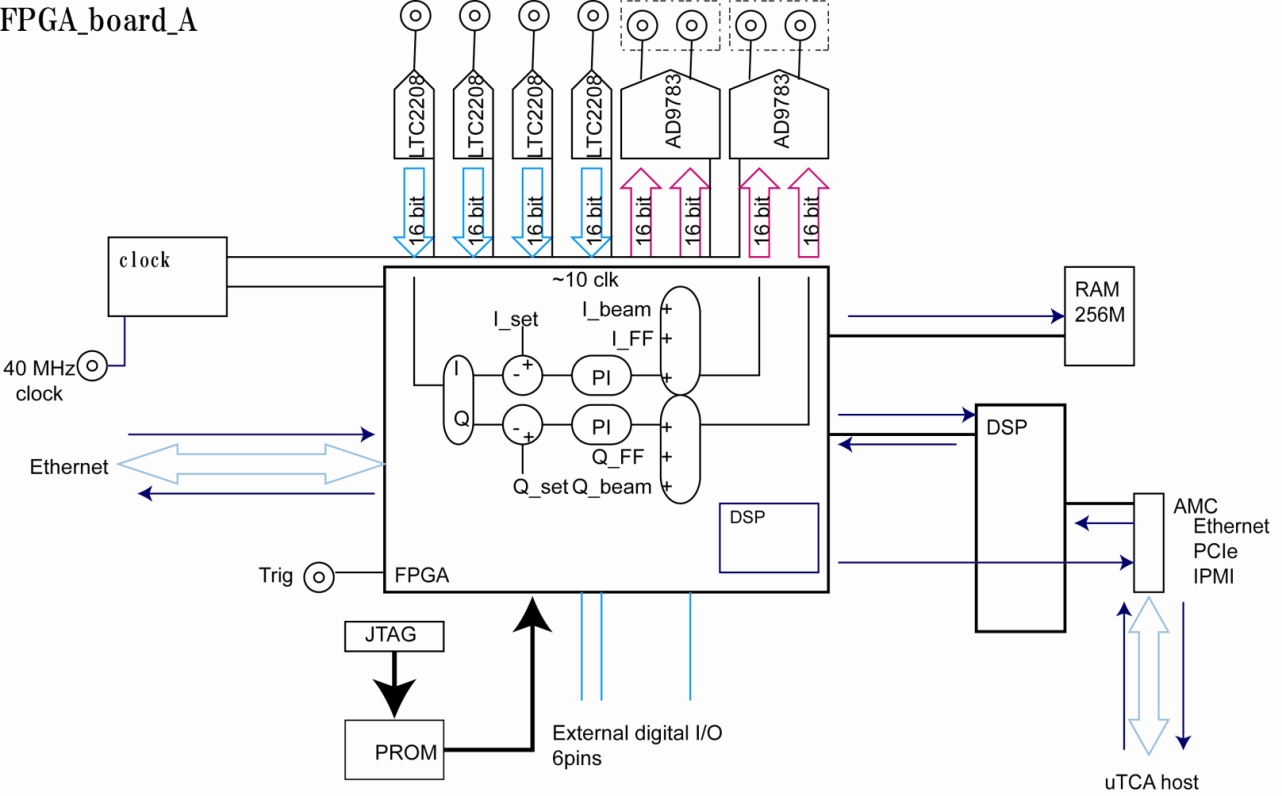 FPGA_board_A
LTC2208
LTC2208
LTC2208
LTC2208
AD9783
AD9783
16 bit
16 bit
16 bit
16 bit
16 bit
16 bit
16 bit
16 bit
clock
40 MHz
clock
~10 clk
I_beam
I_set
I_FF
+
+
I
- +
PI
+
Q
- +
PI
+
Q_FF
+
Q_set
Q_beam
+
DSP
FPGA
RAM
256M
DSP
Ethernet
Trig
AMC
Ethernet
PCIe
IPMI
JTAG
PROM
External digital I/O
6pins
uTCA host